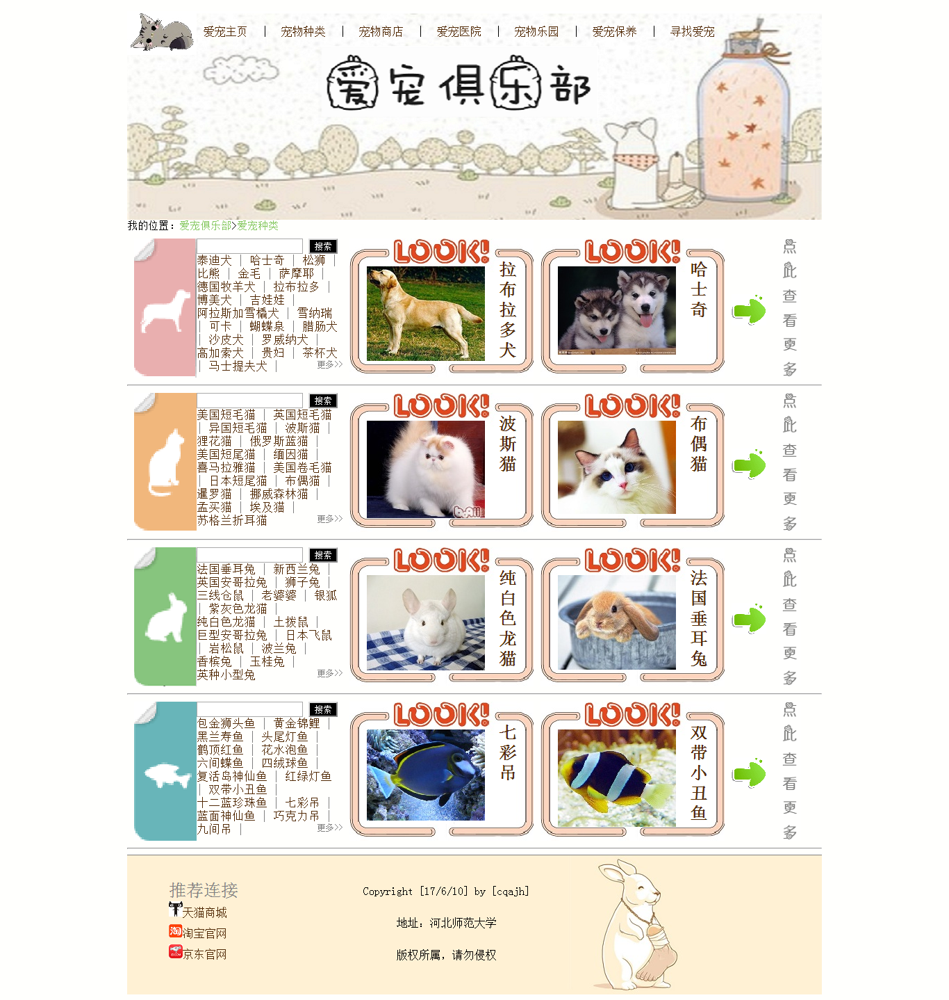 爱宠主页 | 宠物种类 | 宠物商店 | 爱宠医院 | 宠物乐园 | 爱宠保养 | 寻找爱宠
爱宠俱乐部
我的位置：爱宠俱乐部>爱宠种类
搜索
泰迪犬 | 哈士奇 | 松狮 |
比熊 | 金毛 | 萨摩耶 |
德国牧羊犬 | 拉布拉多 |
博美犬 | 吉娃娃 |
阿拉斯加雪橇犬 | 雪纳瑞
| 可卡 | 蝴蝶泉 | 腊肠犬
| 沙皮犬 | 罗威纳犬 |
高加索犬 | 贵妇 | 茶杯犬
| 马士提夫犬 |
更多>>
LOOK!
拉布拉多犬
LOOK!
哈士奇
点此查看更多
搜索
美国短毛猫 | 英国短毛猫
| 异国短毛猫 | 波斯猫 |
狸花猫 | 俄罗斯蓝猫 |
美国短尾猫 | 缅因猫 |
喜马拉雅猫 | 美国卷毛猫
| 日本短尾猫 | 布偶猫 |
暹罗猫 | 挪威森林猫 |
孟买猫 | 埃及猫 |
苏格兰折耳猫
更多>>
LOOK!
波斯猫
LOOK!
布偶猫
点此查看更多
搜索
法国垂耳兔 | 新西兰兔 |
英国安哥拉兔 | 狮子兔 |
三线仓鼠 | 老婆婆 | 银狐
| 紫灰色龙猫 |
纯白色龙猫 | 土拨鼠 |
巨型安哥拉兔 | 日本飞鼠
| 岩松鼠 | 波兰兔 |
香槟兔 | 玉桂兔 |
英种小型兔
更多>>
LOOK!
纯白色龙猫
LOOK!
法国垂耳兔
点此查看更多
搜索
包金狮头鱼 | 黄金锦鲤 |
黑兰寿鱼 | 头尾灯鱼 |
鹤顶红鱼 | 花水泡鱼 |
六间蝶鱼 | 四绒球鱼 |
复活岛神仙鱼 | 红绿灯鱼
| 双带小丑鱼 |
十二蓝珍珠鱼 | 七彩吊 |
蓝面神仙鱼 | 巧克力吊 |
九间吊 |
更多>>
LOOK!
七彩吊
LOOK!
双带小丑鱼
点此查看更多
推荐连接
天猫商城
淘宝官网
京东官网
Copyright [17/6/10] by [cqajh]
地址：河北师范大学
版权所属，请勿侵权